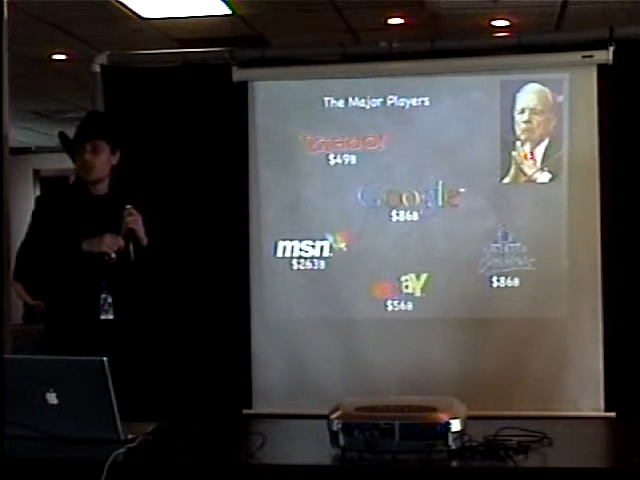 The Major Players
YAHOO!
$49B
Google
$86B
msn
$263B
$86B
ebaY
$56B